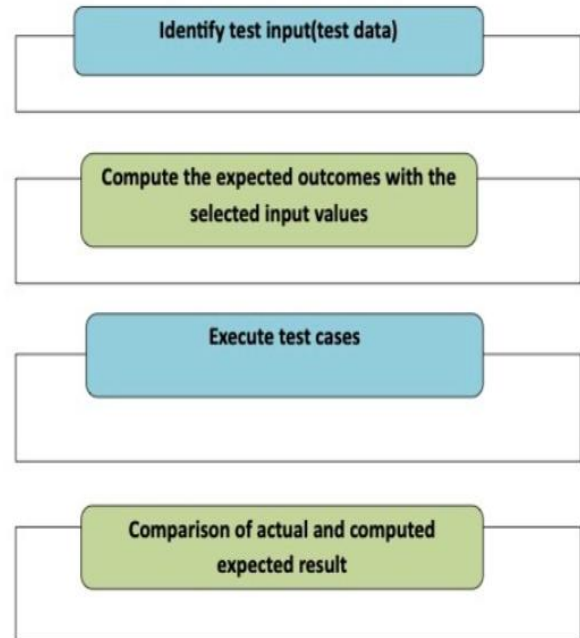 Identify test input(test data)
Compute the expected outcomes with the
selected input values
Execute test cases
Comparison of actual and computed
expected result